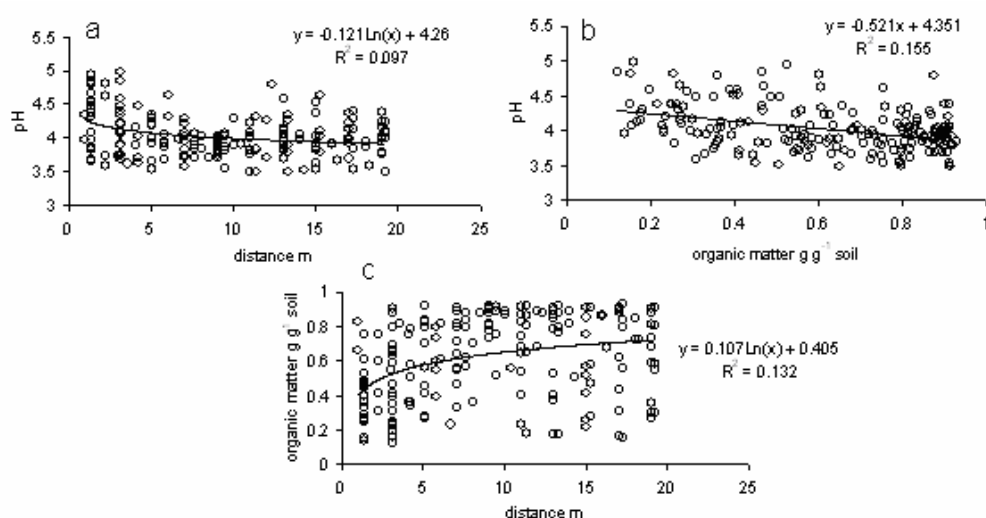 a
y = -0.121Ln(x) + 4.26
R² = 0.097
5.5
5
4.5
4
3.5
3
pH
0 5 10 15 20 25
distance m
b
y = -0.521x + 4.351
R² = 0.155
5.5
5
4.5
4
3.5
3
pH
0 0.2 0.4 0.6 0.8 1
organic matter g g⁻¹ soil
c
y = 0.107Ln(x) + 0.405
R² = 0.132
1
0.8
0.6
0.4
0.2
0
organic matter g g⁻¹ soil
0 5 10 15 20 25
distance m